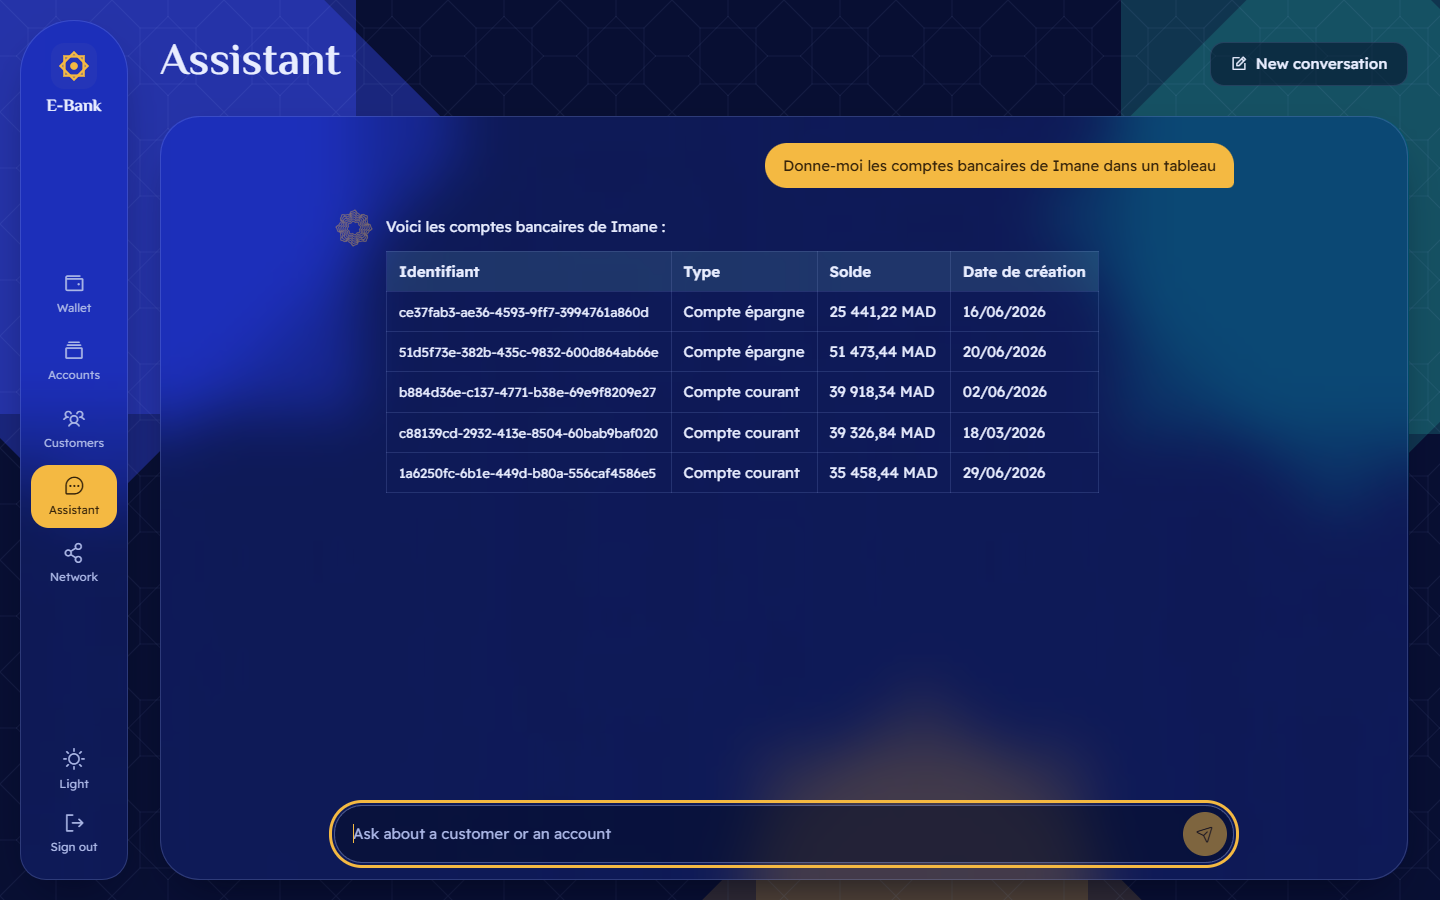 E-Bank
Wallet
Accounts
Customers
Assistant
Network
Light
Sign out
Assistant
New conversation
Donne-moi les comptes bancaires de Imane dans un tableau
Voici les comptes bancaires de Imane :
Identifiant Type Solde Date de création
ce37fab3-ae36-4593-9ff7-3994761a860d Compte épargne 25 441,22 MAD 16/06/2026
51d5f73e-382b-435c-9832-600d864ab66e Compte épargne 51 473,44 MAD 20/06/2026
b884d36e-c137-4771-b38e-69e9f8209e27 Compte courant 39 918,34 MAD 02/06/2026
c88139cd-2932-413e-8504-60bab9baf020 Compte courant 39 326,84 MAD 18/03/2026
1a6250fc-6b1e-449d-b80a-556caf4586e5 Compte courant 35 458,44 MAD 29/06/2026
Ask about a customer or an account